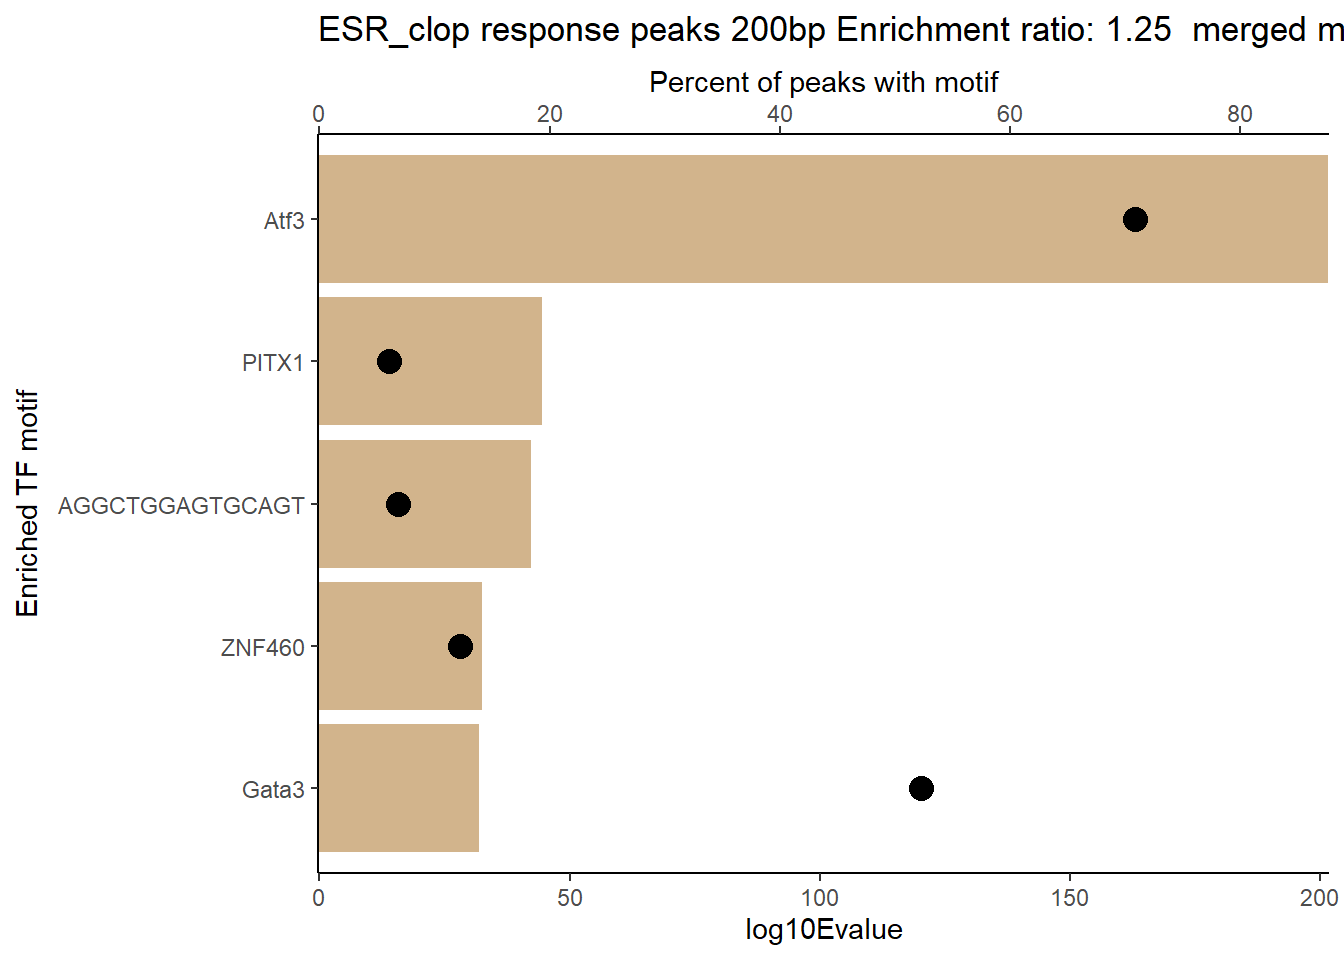 ESR_clop response peaks 200bp Enrichment ratio: 1.25  merged m
Percent of peaks with motif
0 20 40 60 80
Enriched TF motif
Atf3
PITX1
AGGCTGGAGTGCAGT
ZNF460
Gata3
0 50 100 150 200
log10Evalue